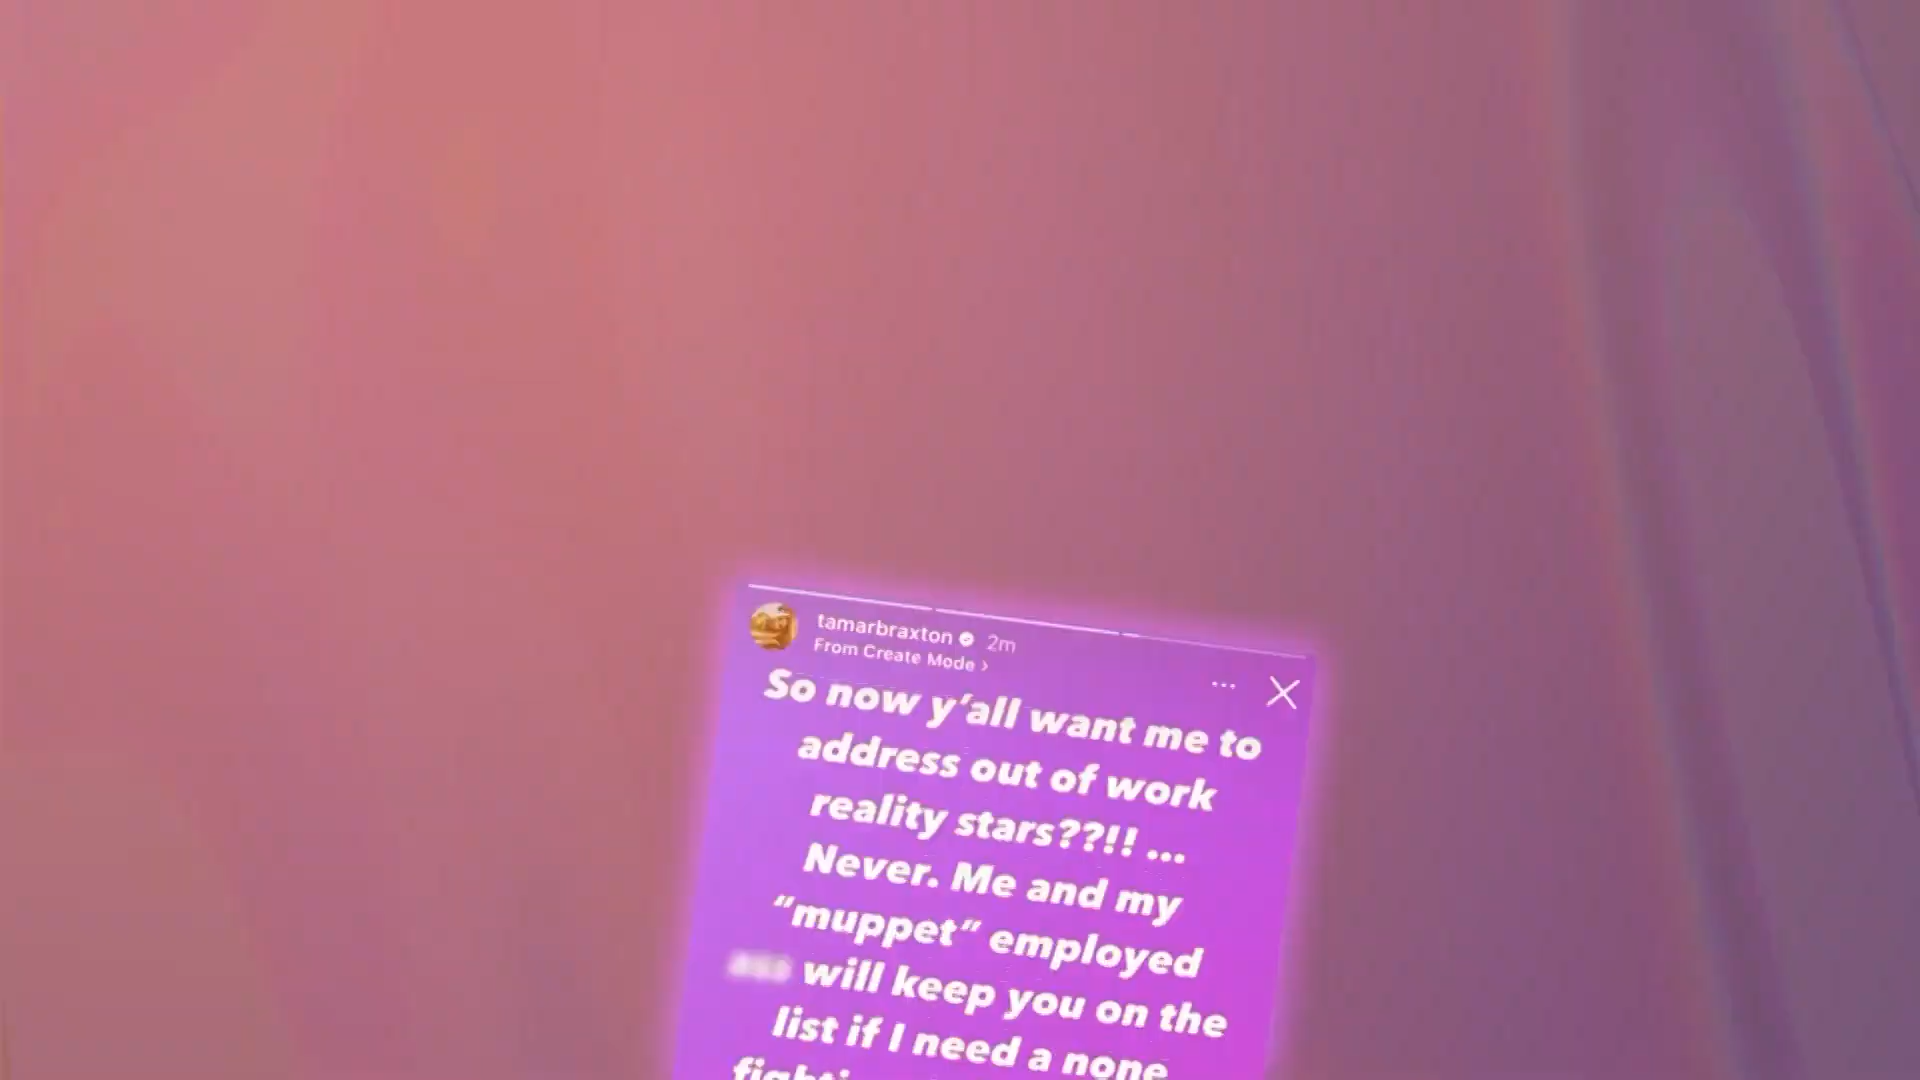 tamarbraxton 2m
From Create Mode >
So now y'all want me to
address out of work
reality stars??!! ...
Never. Me and my
"muppet" employed
will keep you on the
list if I need a none